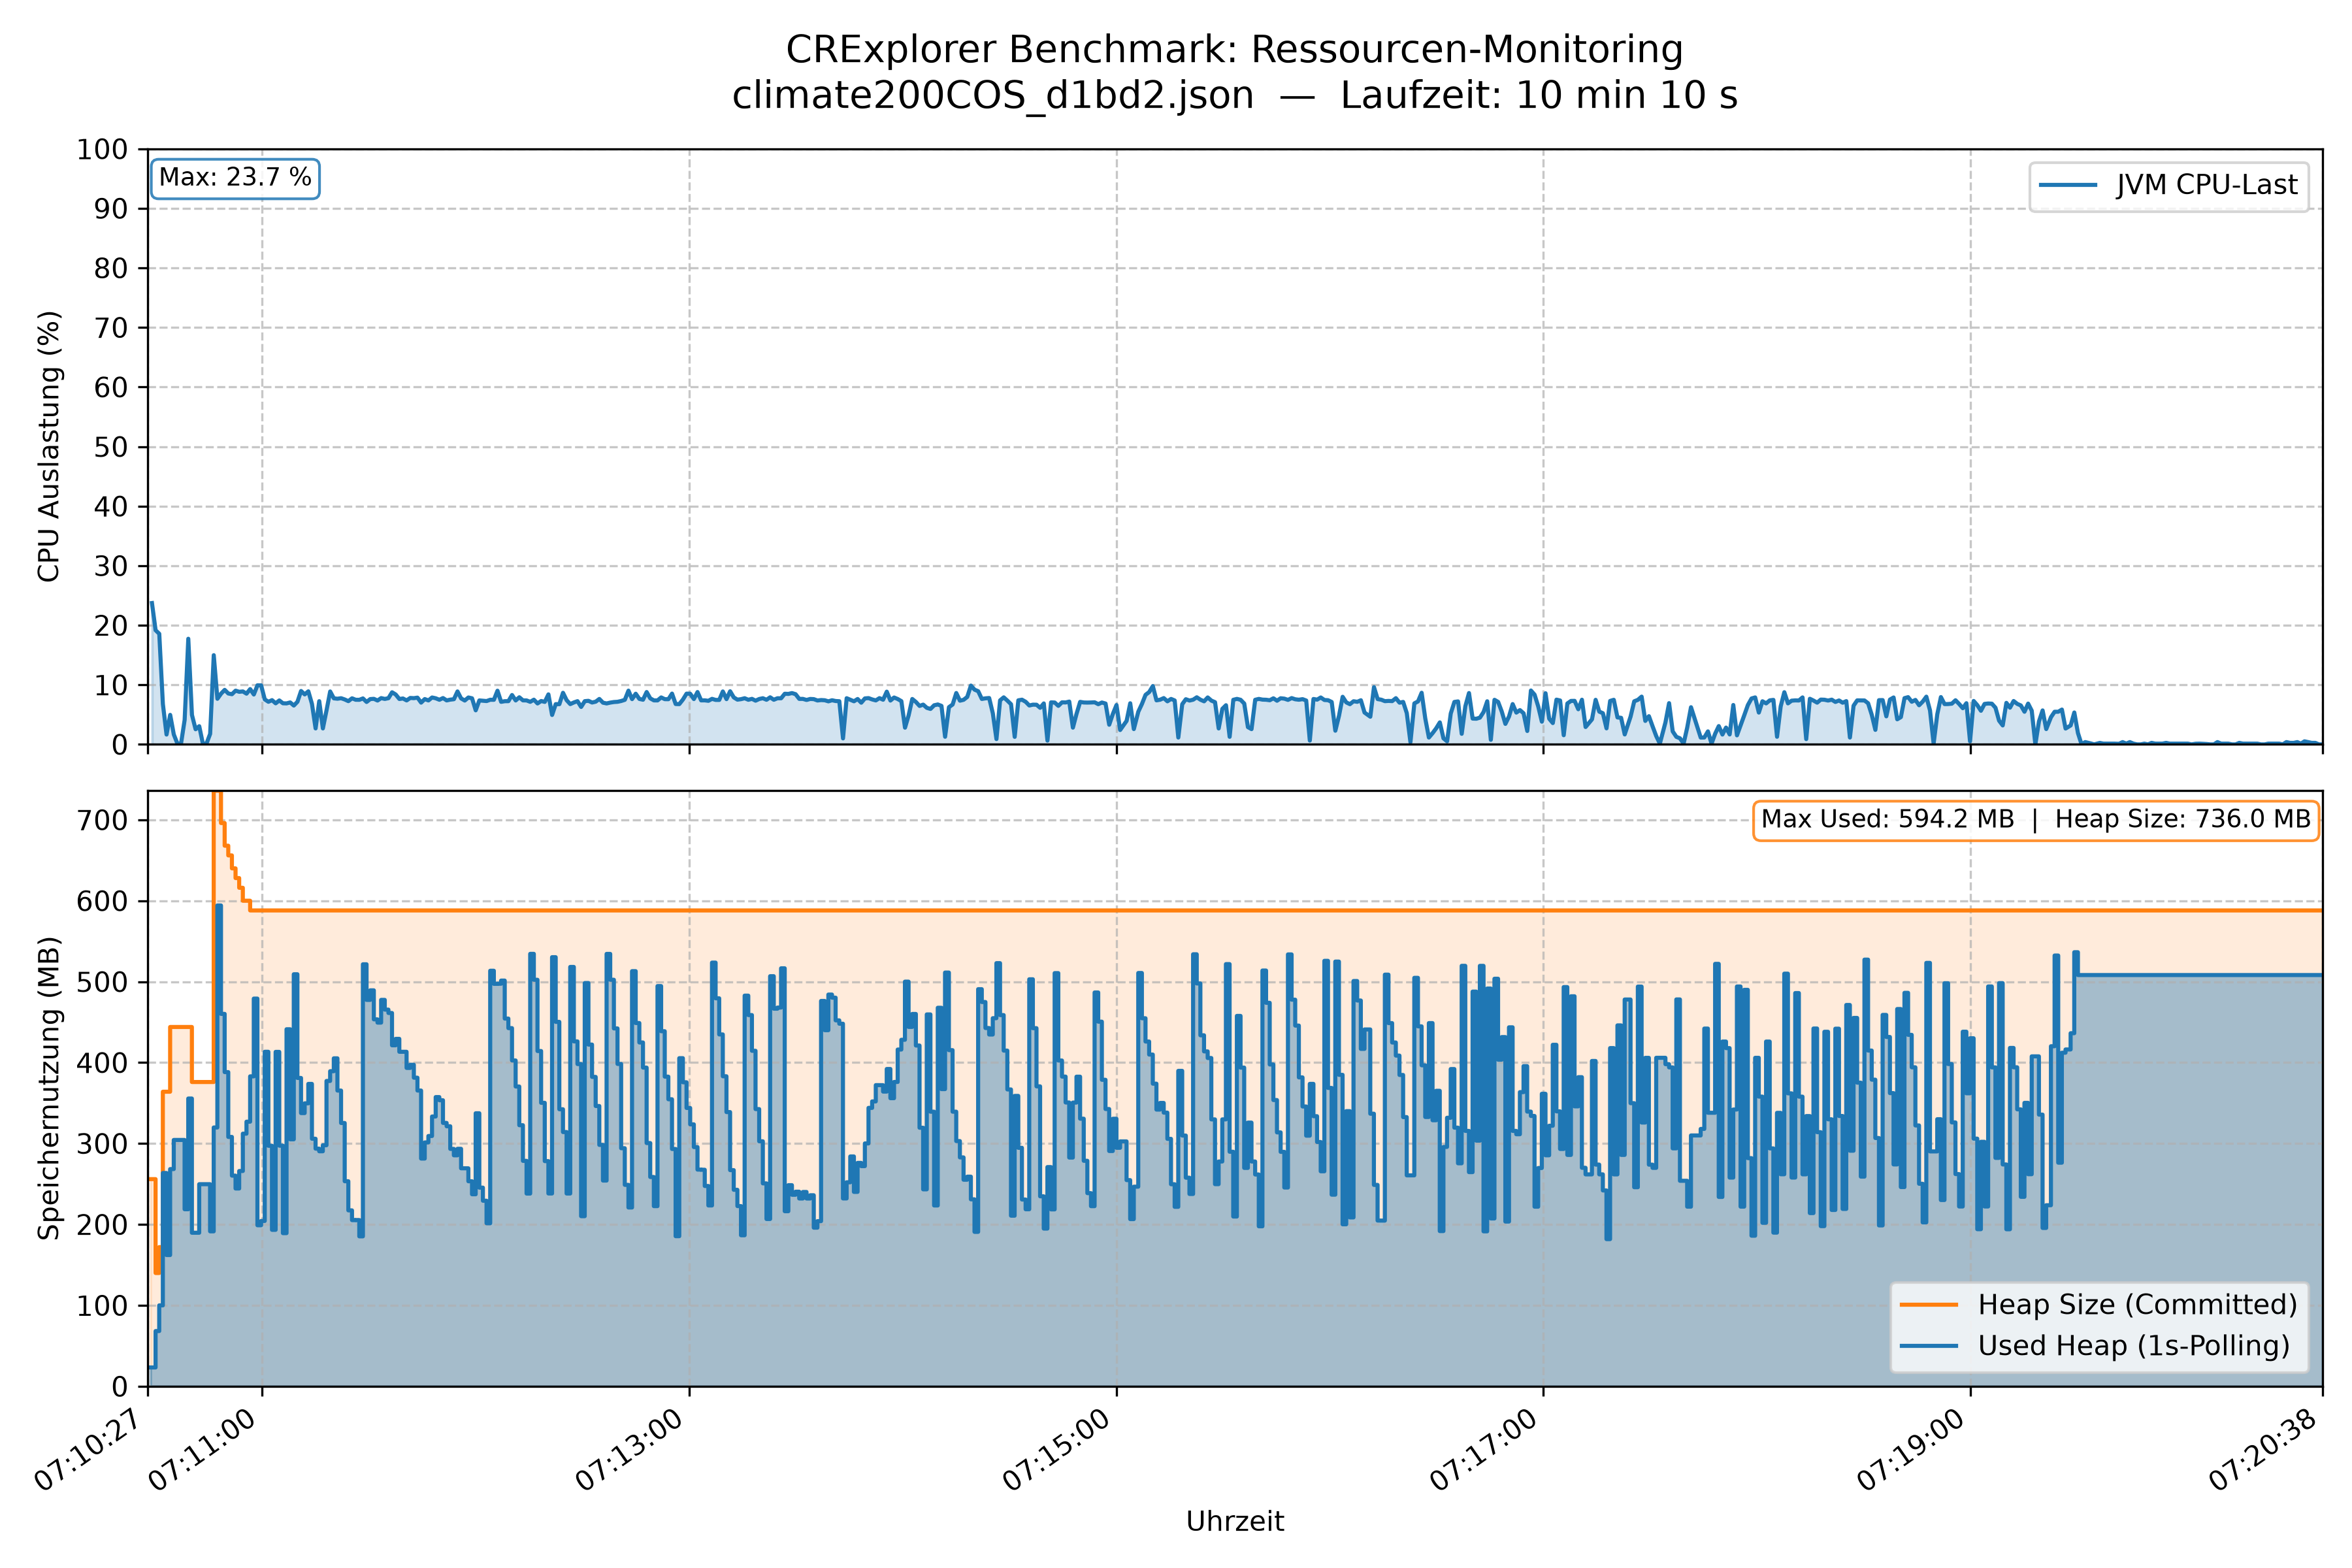 CRExplorer Benchmark: Ressourcen-Monitoring
climate200COS_d1bd2.json — Laufzeit: 10 min 10 s
Max: 23.7 %
JVM CPU-Last
CPU Auslastung (%)
100
90
80
70
60
50
40
30
20
10
0
Max Used: 594.2 MB | Heap Size: 736.0 MB
Speichernutzung (MB)
700
600
500
400
300
200
100
0
Heap Size (Committed)
Used Heap (1s-Polling)
07:10:27
07:11:00
07:13:00
07:15:00
07:17:00
07:19:00
07:20:38
Uhrzeit